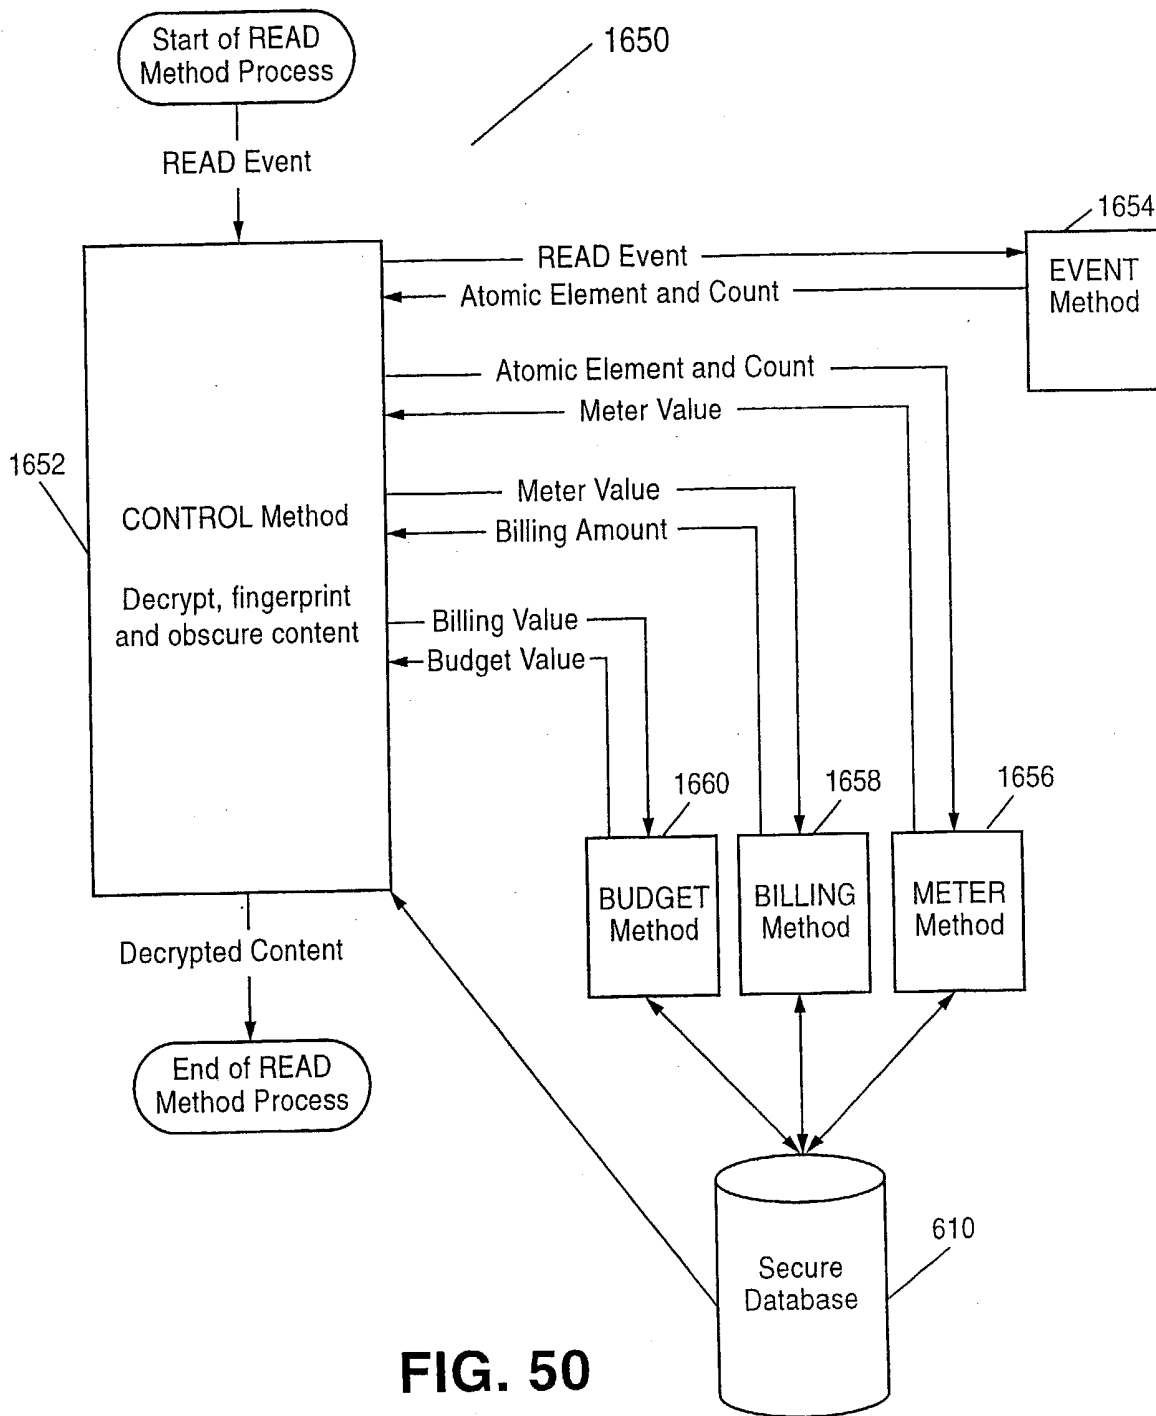 Start of READ
Method Process
1650
READ Event
1654
READ Event
EVENT
Method
Atomic Element and Count
Atomic Element and Count
Meter Value
1652
CONTROL Method
Decrypt, fingerprint
and obscure content
Meter Value
Billing Amount
Billing Value
Budget Value
1660
1658
1656
BUDGET
Method
BILLING
Method
METER
Method
Decrypted Content
End of READ
Method Process
Secure
Database
610
FIG. 50